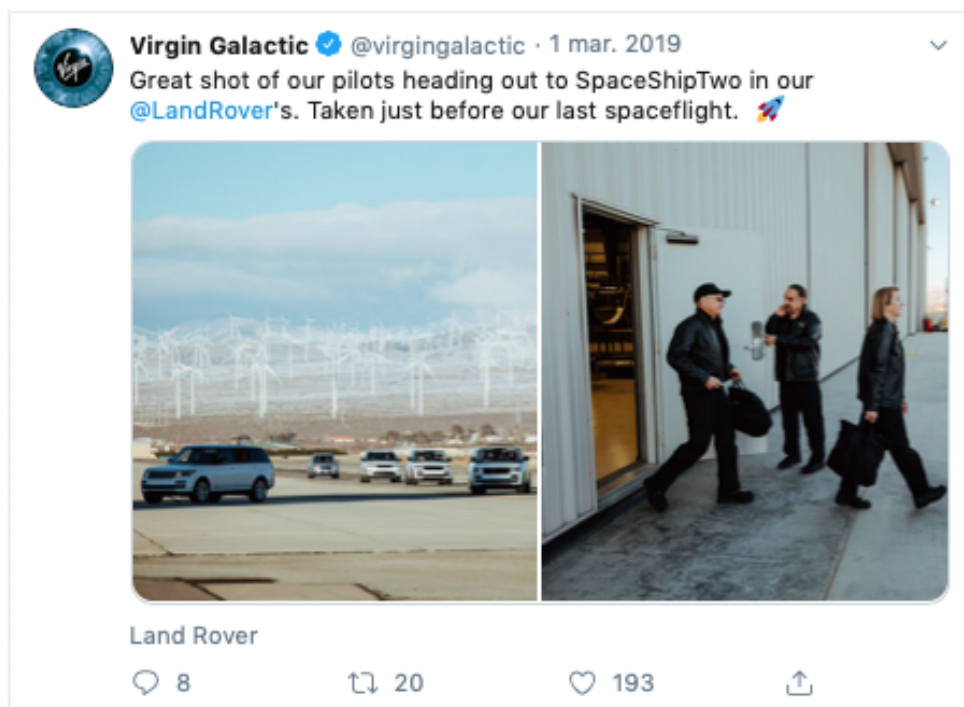 Virgin Galactic @virgingalactic · 1 mar. 2019
Great shot of our pilots heading out to SpaceShipTwo in our
@LandRover's. Taken just before our last spaceflight. 🚀
Land Rover
8 20 193